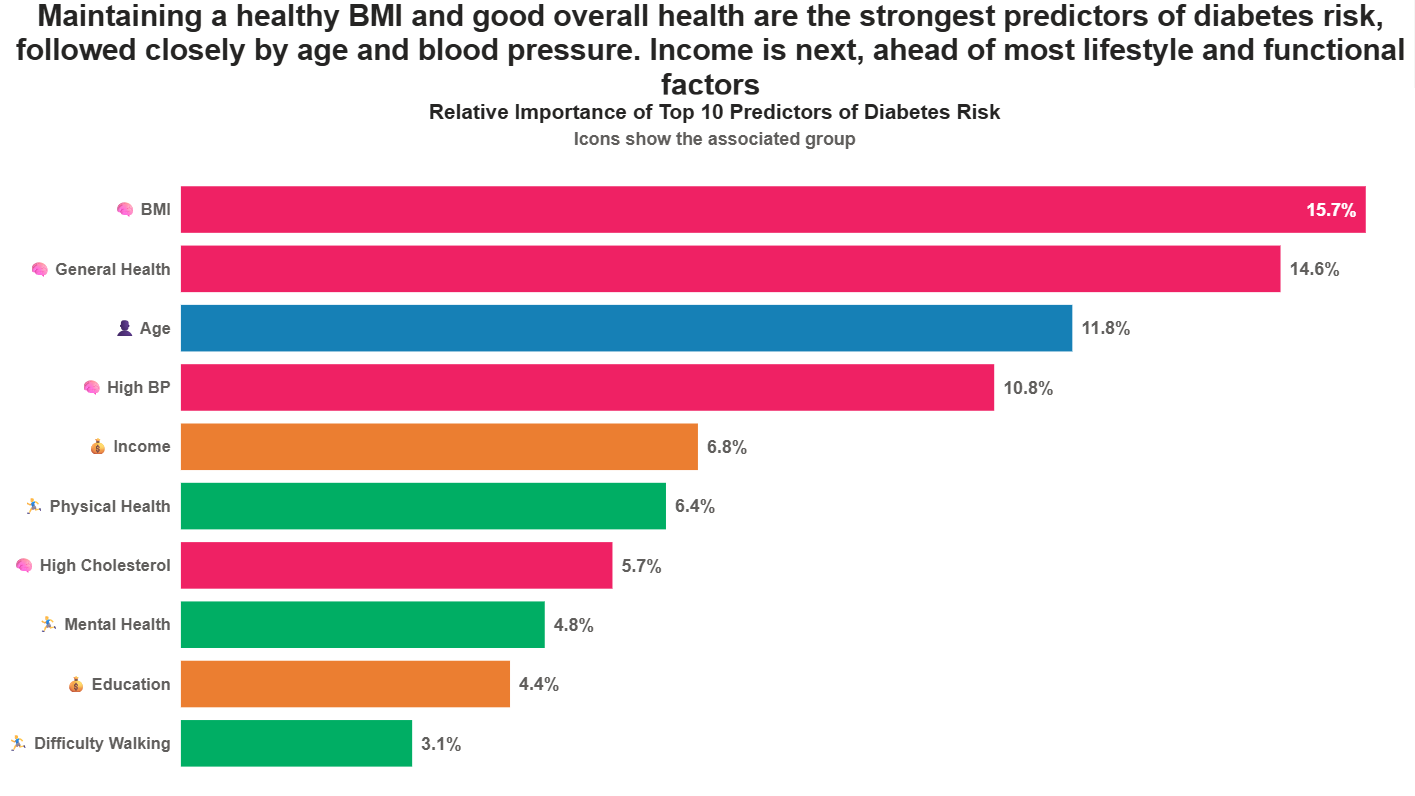 Maintaining a healthy BMI and good overall health are the strongest predictors of diabetes risk,
followed closely by age and blood pressure. Income is next, ahead of most lifestyle and functional
factors
Relative Importance of Top 10 Predictors of Diabetes Risk
Icons show the associated group
BMI 15.7%
General Health 14.6%
Age 11.8%
High BP 10.8%
Income 6.8%
Physical Health 6.4%
High Cholesterol 5.7%
Mental Health 4.8%
Education 4.4%
Difficulty Walking 3.1%